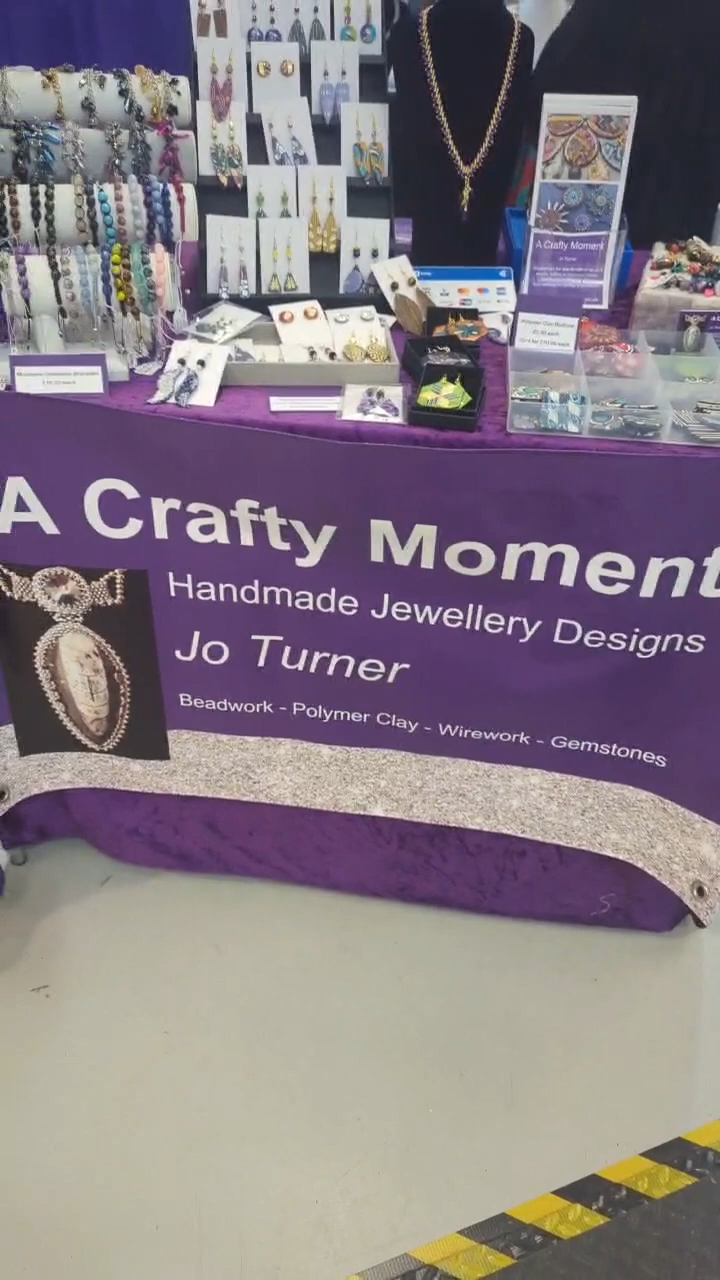 A Crafty Moment
A Crafty Moment
Handmade Jewellery Designs
Jo Turner
Beadwork - Polymer Clay - Wirework - Gemstones